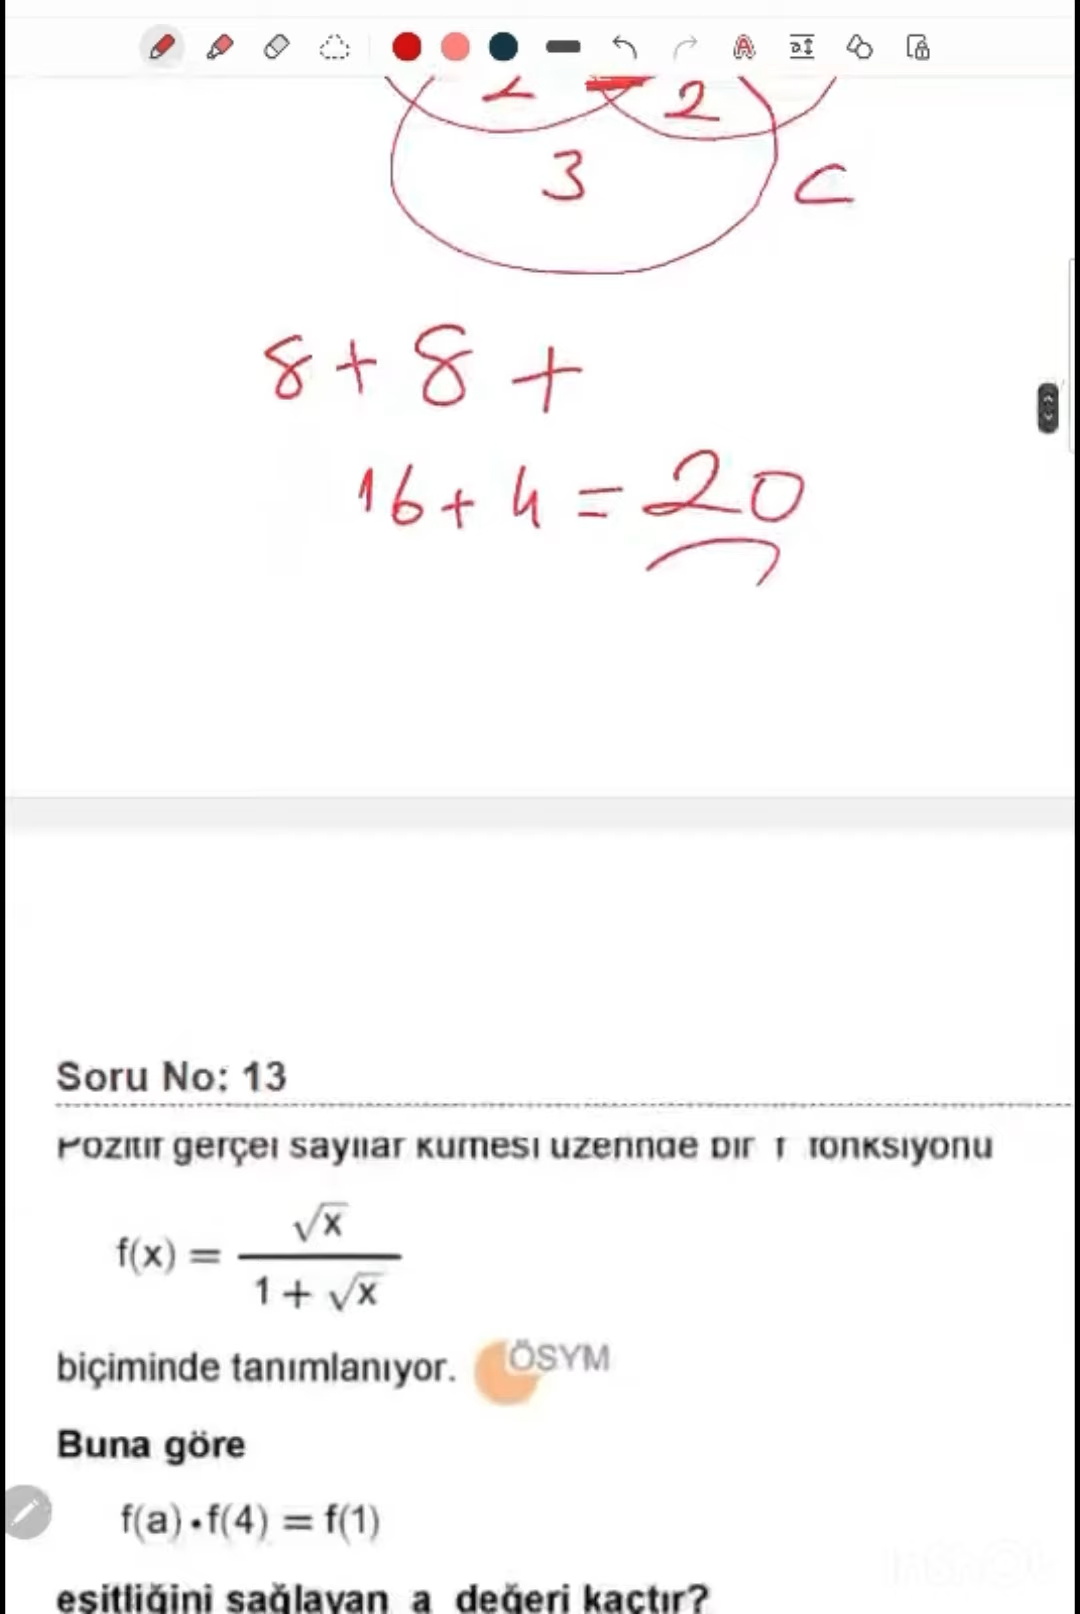 2
3
C
8 + 8 +
16 + 4 = 20
Soru No: 13
Pozitif gerçel sayılar kümesi üzerinde bir f fonksiyonu
f(x) = √x / 1 + √x
biçiminde tanımlanıyor.
ÖSYM
Buna göre
f(a) • f(4) = f(1)
eşitliğini sağlayan a değeri kaçtır?